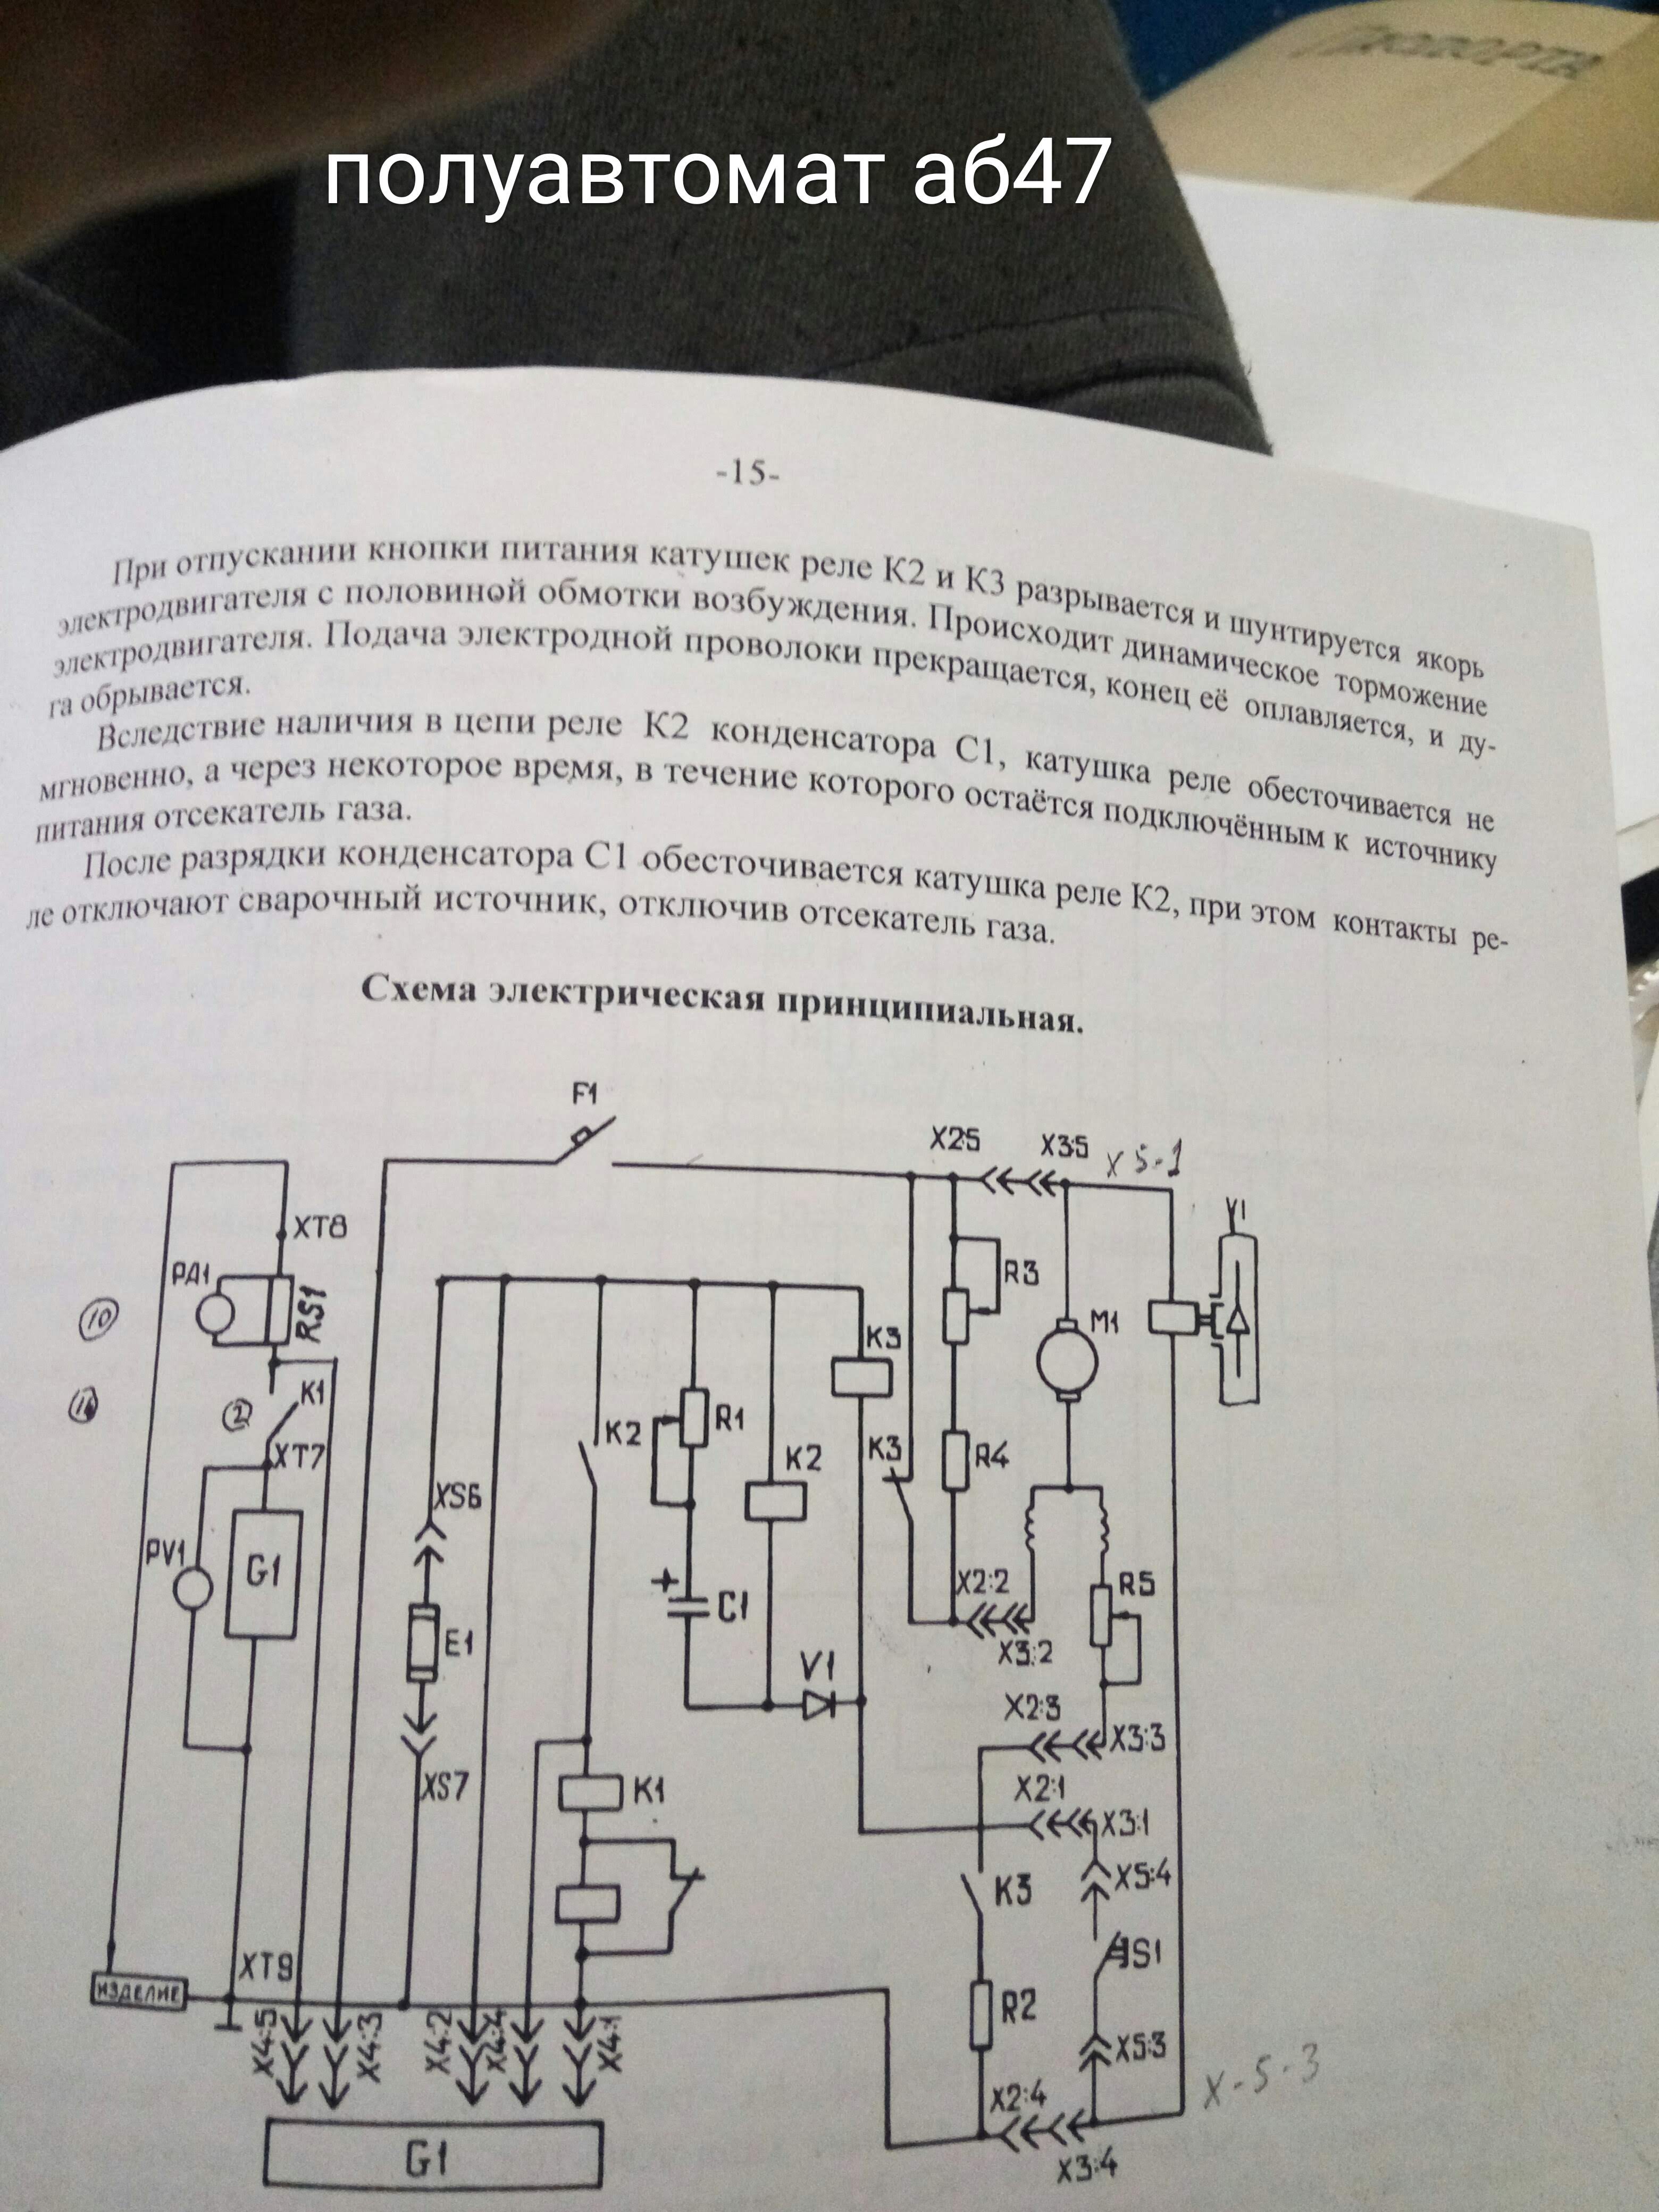 ПОВОРОТА
полуавтомат аб47
-15-
При отпускании кнопки питания катушек реле К2 и К3 разрывается и шунтируется якорь
электродвигателя с половиной обмотки возбуждения. Происходит динамическое торможение
электродвигателя. Подача электродной проволоки прекращается, конец её оплавляется, и ду-
га обрывается.
Вследствие наличия в цепи реле К2 конденсатора С1, катушка реле обесточивается не
мгновенно, а через некоторое время, в течение которого остаётся подключённым к источнику
питания отсекатель газа.
После разрядки конденсатора С1 обесточивается катушка реле К2, при этом контакты ре-
ле отключают сварочный источник, отключив отсекатель газа.
Схема электрическая принципиальная.
F1
X2:5
X3:5
X 5-1
Y1
XT8
PA1
RS1
R3
M1
10
K3
K1
2
K2
R1
K2
K3
R4
XT7
XS6
PV1
G1
X2:2
R5
C1
E1
X3:2
V1
X2:3
X3:3
XS7
K1
X2:1
X3:1
X5:4
K3
S1
XT9
ИЗДЕЛИЕ
R2
X4:5
X4:3
X4:2
X4:4
X4:1
X5:3
X-5-3
X2:4
G1
X3:4